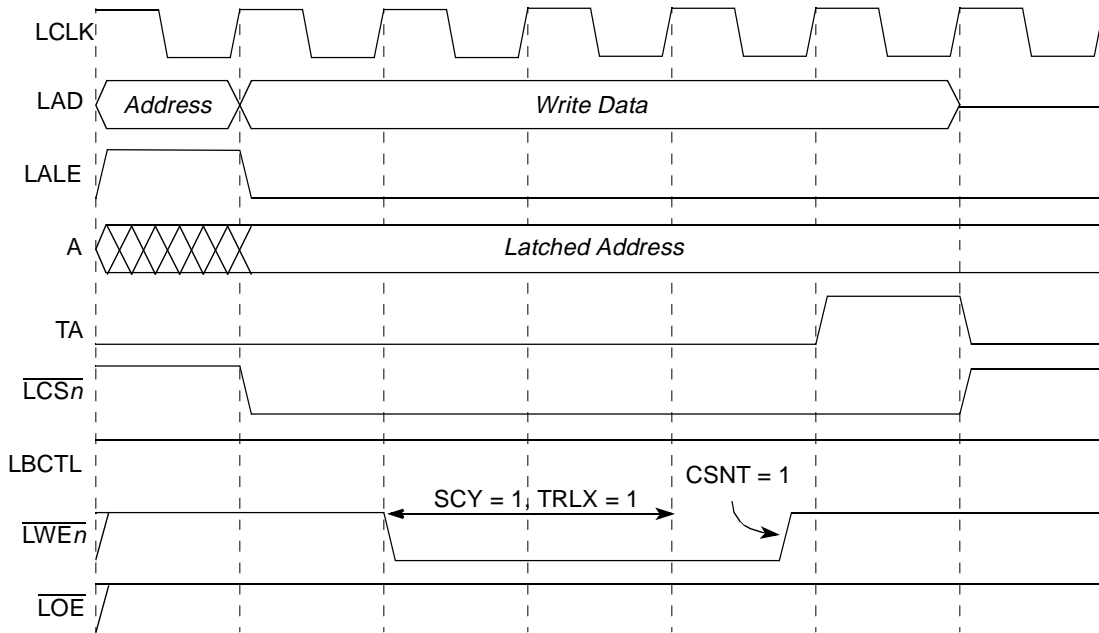 LCLK
LAD
Address
Write Data
LALE
A
Latched Address
TA
LCSn
LBCTL
CSNT = 1
SCY = 1, TRLX = 1
LWEn
LOE